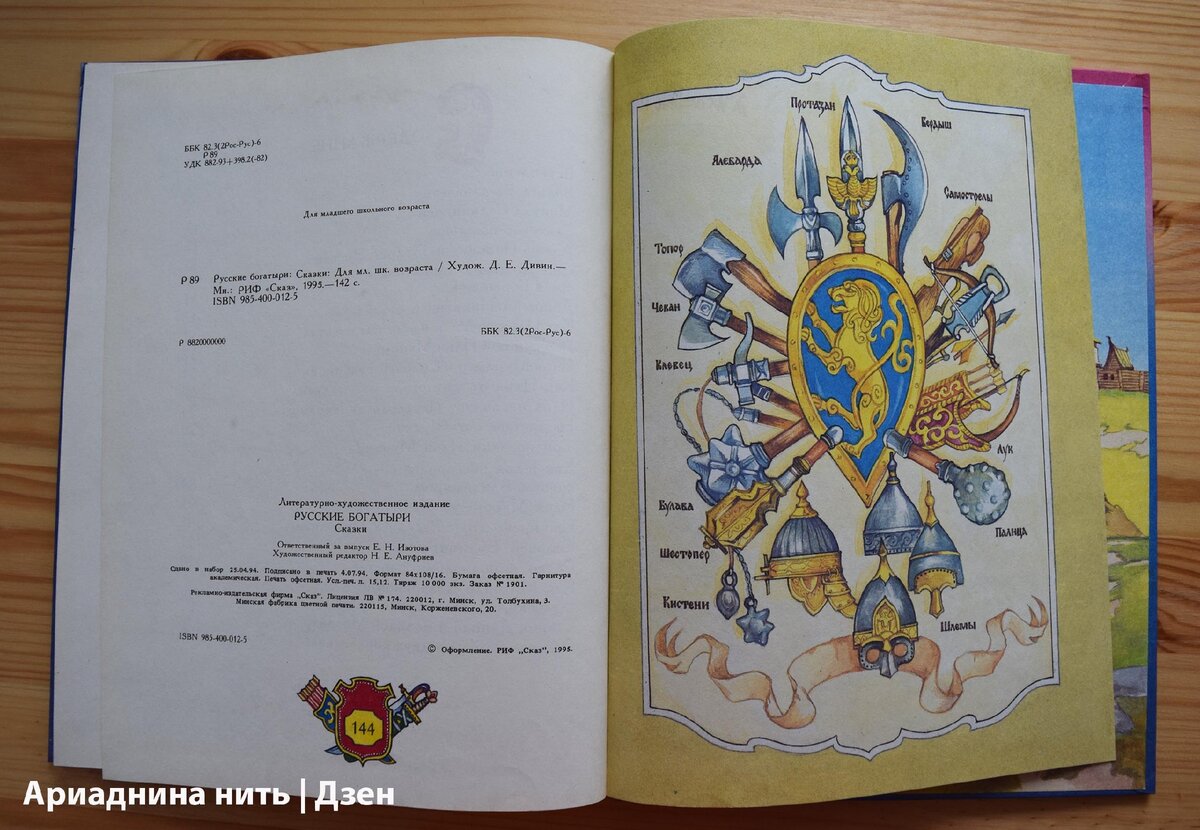 ББК 82.3(2Рос-Рус)-6
Р 89
УДК 882-93+398.2(-82)
Для младшего школьного возраста
Р 89 Русские богатыри: Сказки: Для мл. шк. возраста / Худож. Д. Е. Дивин.—
Мн.: РИФ «Сказ», 1995.—142 с.
ISBN 985-400-012-5
Р 8820000000
ББК 82.3(2Рос-Рус)-6
Литературно-художественное издание
РУССКИЕ БОГАТЫРИ
Сказки
Ответственный за выпуск Е. Н. Изотова
Художественный редактор Н. Е. Ануфриев
Сдано в набор 25.04.94. Подписано в печать 4.07.94. Формат 84х108/16. Бумага офсетная. Гарнитура
академическая. Печать офсетная. Усл.-печ. л. 15,12. Тираж 10 000 экз. Заказ № 1901.
Рекламно-издательская фирма „Сказ". Лицензия ЛВ № 174. 220012, г. Минск, ул. Толбухина, 3.
Минская фабрика цветной печати. 220115, Минск, Корженевского, 20.
ISBN 985-400-012-5
© Оформление. РИФ „Сказ", 1995.
144
Протазан
Бердыш
Алебарда
Самострелы
Топор
Чекан
Клевец
Лук
Булава
Палица
Шестопер
Кистени
Шлемы
Ариаднина нить | Дзен